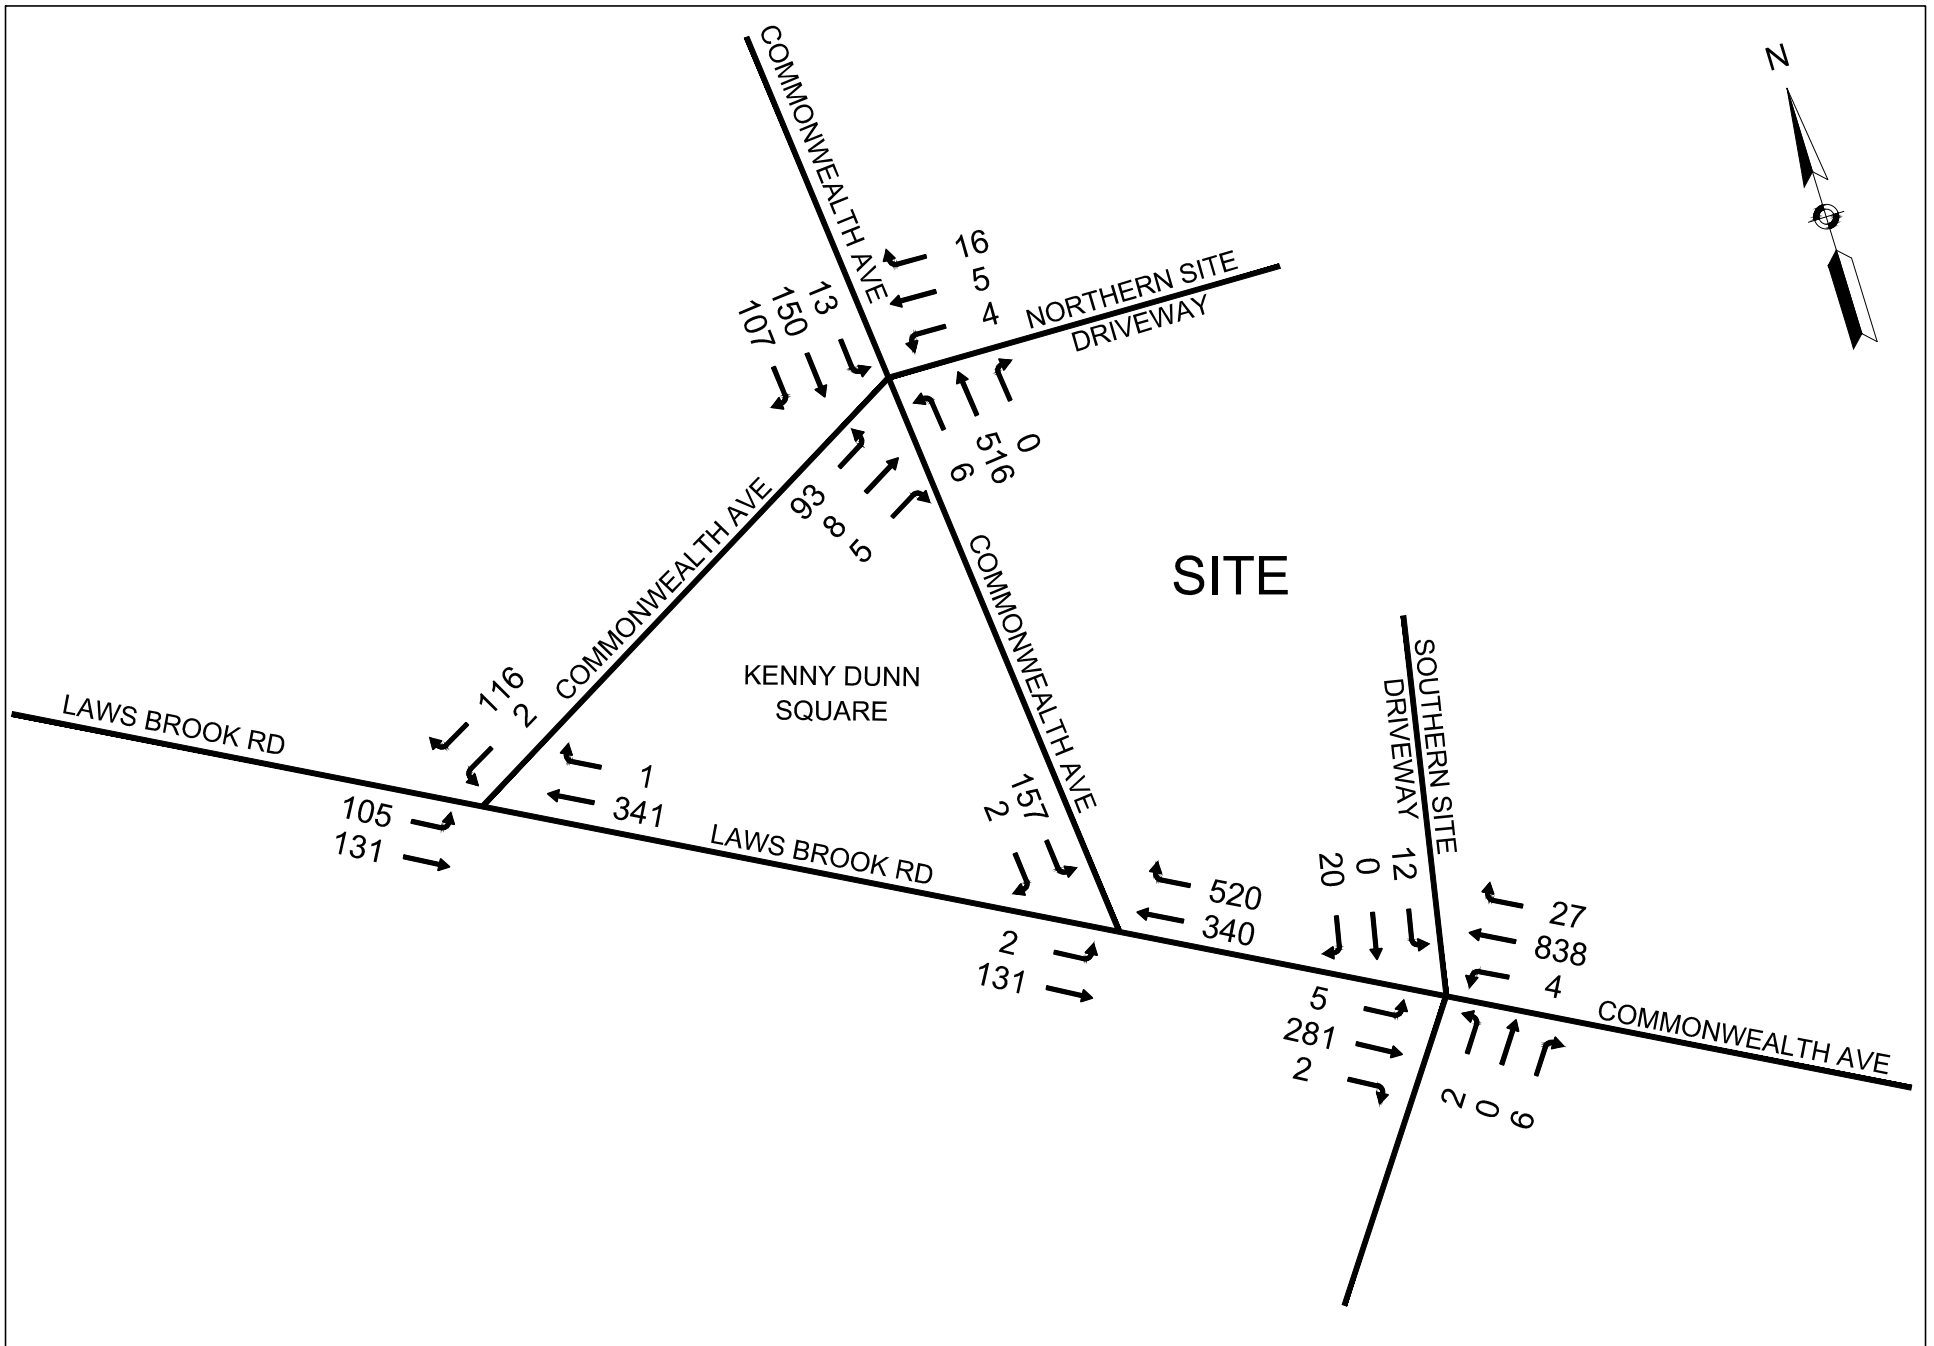 COMMONWEALTH AVE
N
16
5
4
13
150
107
NORTHERN SITE
DRIVEWAY
0
516
6
93
8
5
COMMONWEALTH AVE
COMMONWEALTH AVE
SITE
KENNY DUNN
SQUARE
116
2
LAWS BROOK RD
105
131
1
341
LAWS BROOK RD
157
2
520
340
2
131
SOUTHERN SITE
DRIVEWAY
20
0
12
27
838
4
5
281
2
2
0
6
COMMONWEALTH AVE